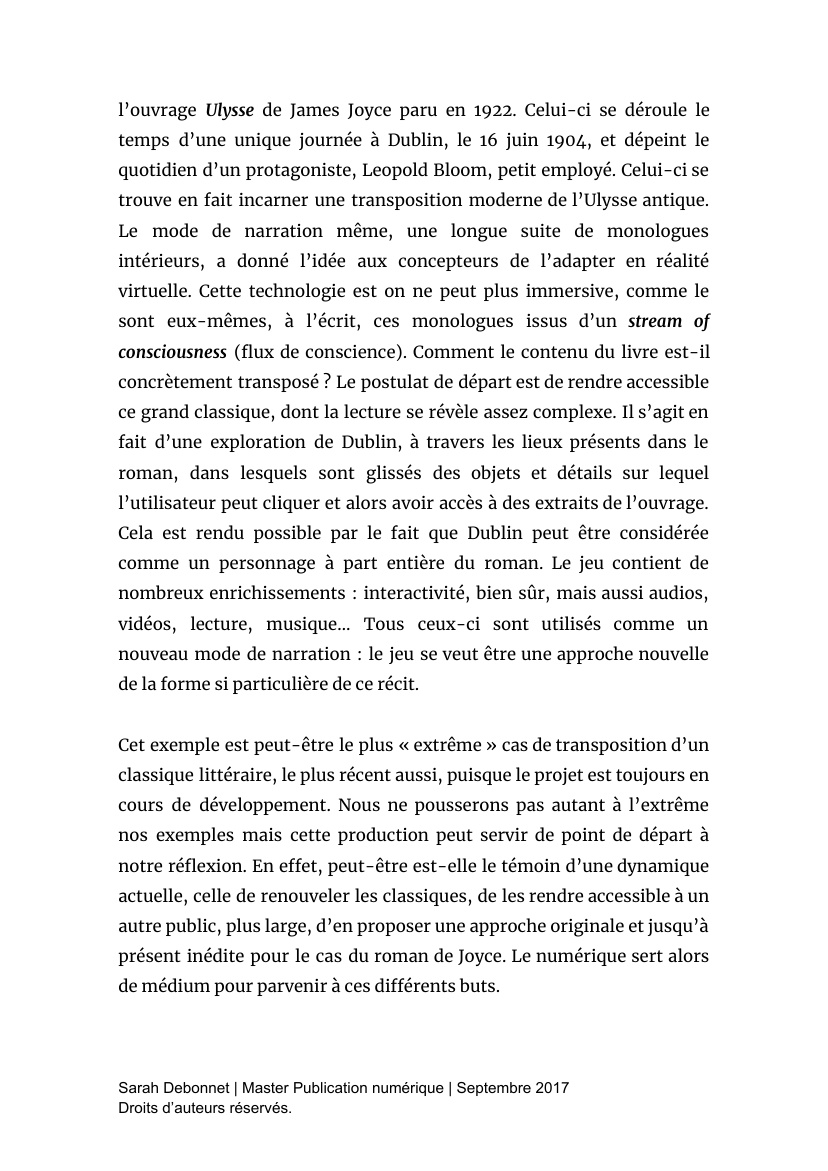 l’ouvrage Ulysse de James Joyce paru en 1922. Celui-ci se déroule le
temps d’une unique journée à Dublin, le 16 juin 1904, et dépeint le
quotidien d’un protagoniste, Leopold Bloom, petit employé. Celui-ci se
trouve en fait incarner une transposition moderne de l’Ulysse antique.
Le mode de narration même, une longue suite de monologues
intérieurs, a donné l’idée aux concepteurs de l’adapter en réalité
virtuelle. Cette technologie est on ne peut plus immersive, comme le
sont eux-mêmes, à l’écrit, ces monologues issus d’un stream of
consciousness (flux de conscience). Comment le contenu du livre est-il
concrètement transposé ? Le postulat de départ est de rendre accessible
ce grand classique, dont la lecture se révèle assez complexe. Il s’agit en
fait d’une exploration de Dublin, à travers les lieux présents dans le
roman, dans lesquels sont glissés des objets et détails sur lequel
l’utilisateur peut cliquer et alors avoir accès à des extraits de l’ouvrage.
Cela est rendu possible par le fait que Dublin peut être considérée
comme un personnage à part entière du roman. Le jeu contient de
nombreux enrichissements : interactivité, bien sûr, mais aussi audios,
vidéos, lecture, musique… Tous ceux-ci sont utilisés comme un
nouveau mode de narration : le jeu se veut être une approche nouvelle
de la forme si particulière de ce récit.
Cet exemple est peut-être le plus « extrême » cas de transposition d’un
classique littéraire, le plus récent aussi, puisque le projet est toujours en
cours de développement. Nous ne pousserons pas autant à l’extrême
nos exemples mais cette production peut servir de point de départ à
notre réflexion. En effet, peut-être est-elle le témoin d’une dynamique
actuelle, celle de renouveler les classiques, de les rendre accessible à un
autre public, plus large, d’en proposer une approche originale et jusqu’à
présent inédite pour le cas du roman de Joyce. Le numérique sert alors
de médium pour parvenir à ces différents buts.
Sarah Debonnet | Master Publication numérique | Septembre 2017
Droits d’auteurs réservés.